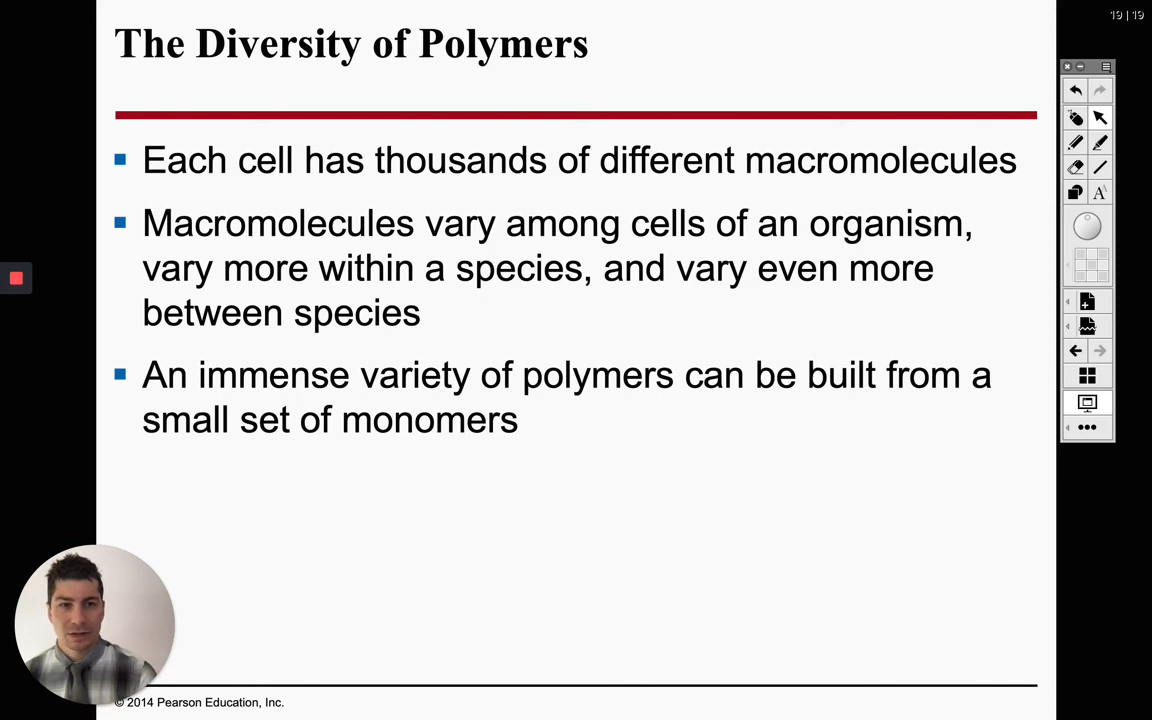 19 | 19
The Diversity of Polymers
Each cell has thousands of different macromolecules
Macromolecules vary among cells of an organism,
vary more within a species, and vary even more
between species
An immense variety of polymers can be built from a
small set of monomers
A
© 2014 Pearson Education, Inc.